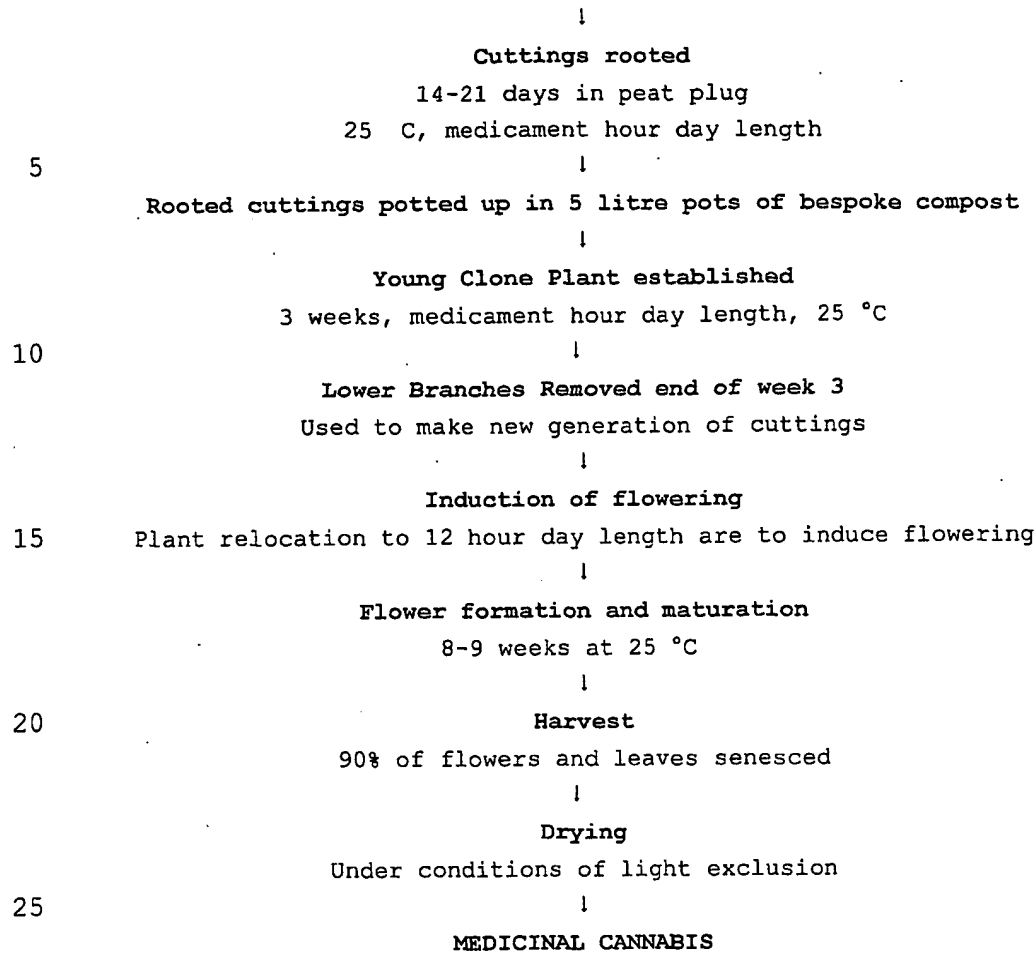 ↓
Cuttings rooted
14-21 days in peat plug
25 C, medicament hour day length
5 ↓
Rooted cuttings potted up in 5 litre pots of bespoke compost
↓
Young Clone Plant established
3 weeks, medicament hour day length, 25 °C
10 ↓
Lower Branches Removed end of week 3
Used to make new generation of cuttings
↓
Induction of flowering
15 Plant relocation to 12 hour day length are to induce flowering
↓
Flower formation and maturation
8-9 weeks at 25 °C
↓
20 Harvest
90% of flowers and leaves senesced
↓
Drying
Under conditions of light exclusion
25 ↓
MEDICINAL CANNABIS